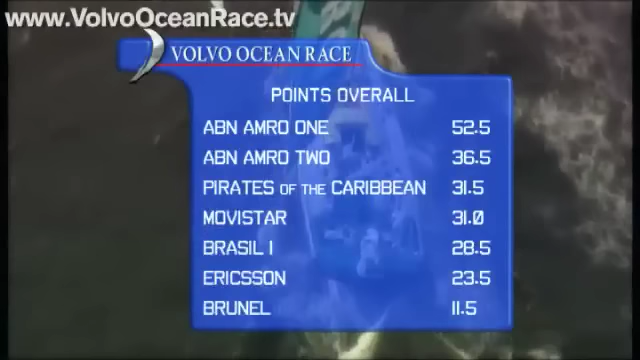 www.VolvoOceanRace.tv
VOLVO OCEAN RACE
POINTS OVERALL
ABN AMRO ONE 52.5
ABN AMRO TWO 36.5
PIRATES OF THE CARIBBEAN 31.5
MOVISTAR 31.0
BRASIL 1 28.5
ERICSSON 23.5
BRUNEL 11.5